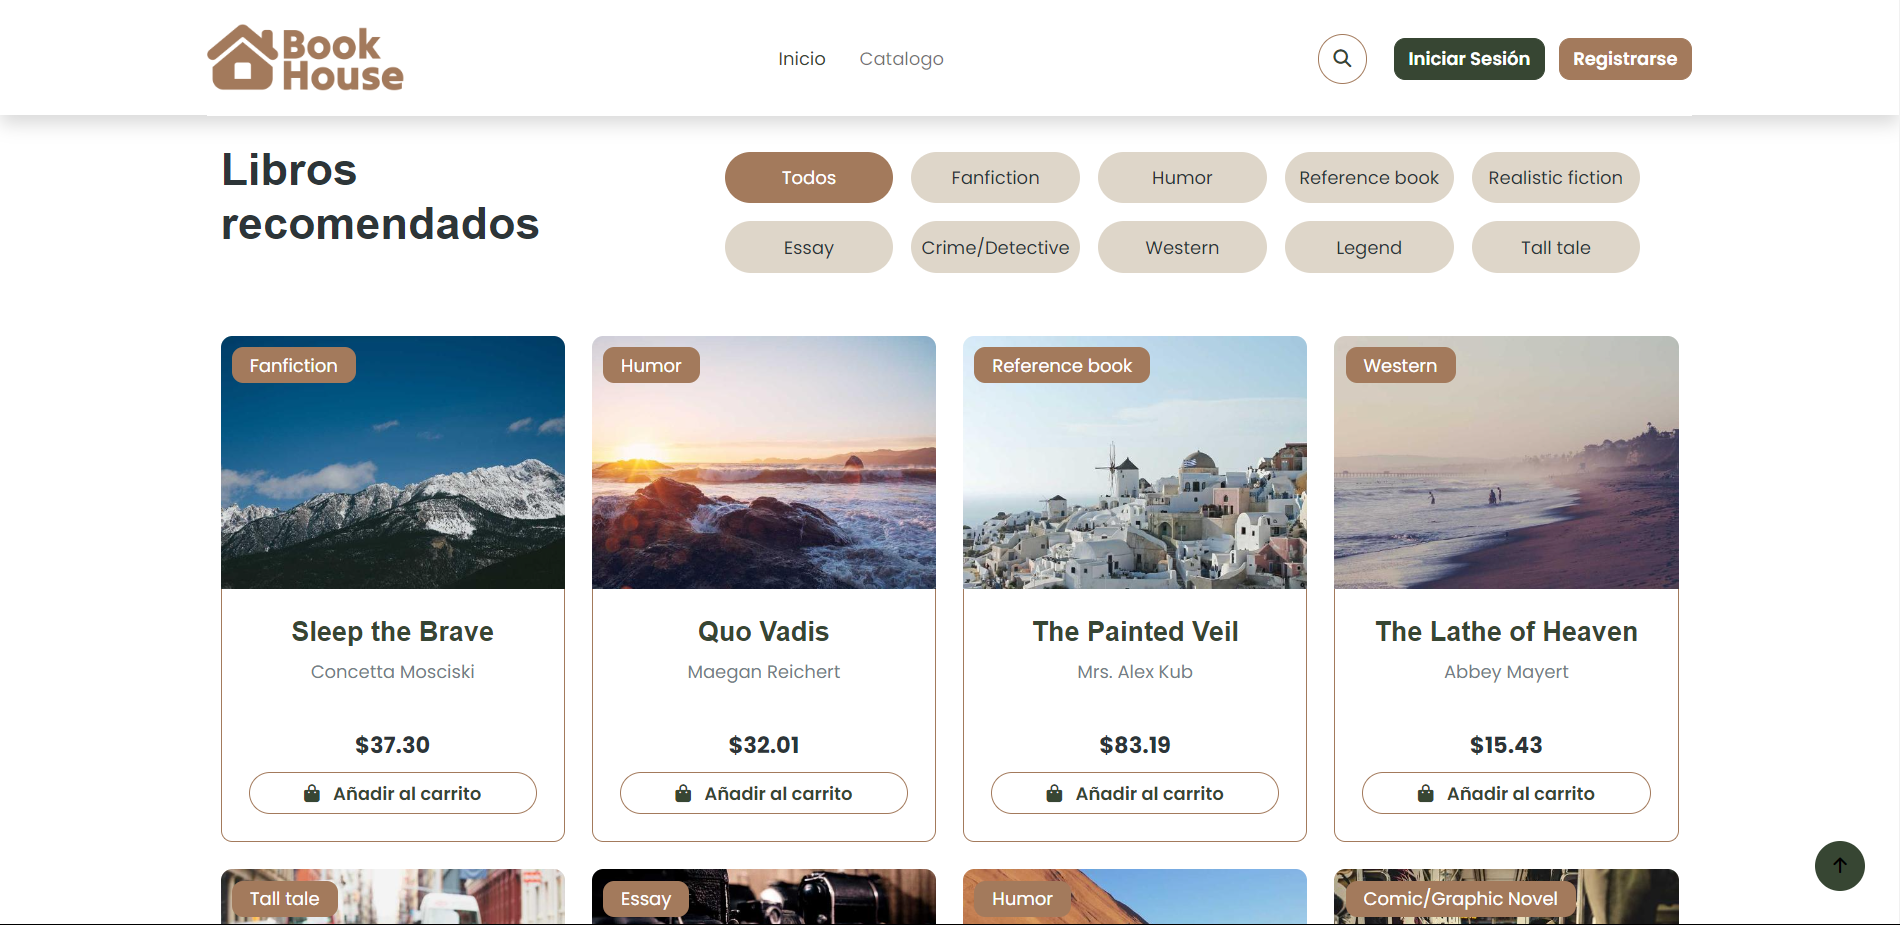 Book
House
Inicio
Catalogo
Iniciar Sesión
Registrarse
Libros
recomendados
Todos
Fanfiction
Humor
Reference book
Realistic fiction
Essay
Crime/Detective
Western
Legend
Tall tale
Fanfiction
Humor
Reference book
Western
Sleep the Brave
Quo Vadis
The Painted Veil
The Lathe of Heaven
Concetta Mosciski
Maegan Reichert
Mrs. Alex Kub
Abbey Mayert
$37.30
$32.01
$83.19
$15.43
Añadir al carrito
Añadir al carrito
Añadir al carrito
Añadir al carrito
Tall tale
Essay
Humor
Comic/Graphic Novel